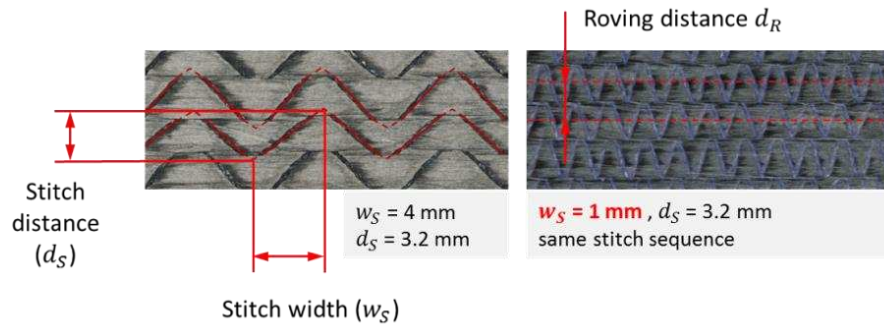 Roving distance d_R
Stitch
distance
(d_S)
w_S = 4 mm
d_S = 3.2 mm
w_S = 1 mm , d_S = 3.2 mm
same stitch sequence
Stitch width (w_S)